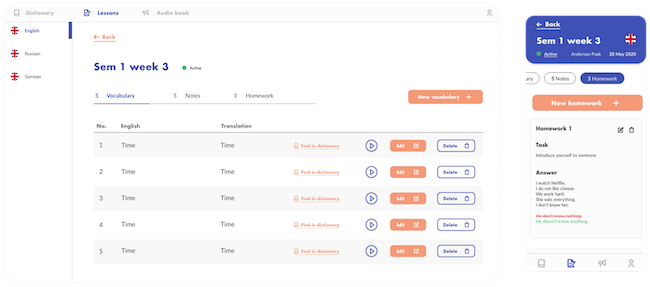 Dictionary
Lessons
Audio book
English
Russian
German
Back
Sem 1 week 3
Active
5 Vocabulary
5 Notes
3 Homework
New vocabulary +
No. English Translation
1 Time Time Find in dictionary Edit Delete
2 Time Time Find in dictionary Edit Delete
3 Time Time Find in dictionary Edit Delete
4 Time Time Find in dictionary Edit Delete
5 Time Time Find in dictionary Edit Delete
Back
Sem 1 week 3
Active Anderson Paak 28 May 2020
ary 5 Notes 3 Homework
New homework +
Homework 1
Task
Introduce yourself to someone
Answer
I watch Netflix.
I do not like cheese.
We work hard.
She eats everything.
I don't know her.
He don't know nothing.
He doesn't know anything.